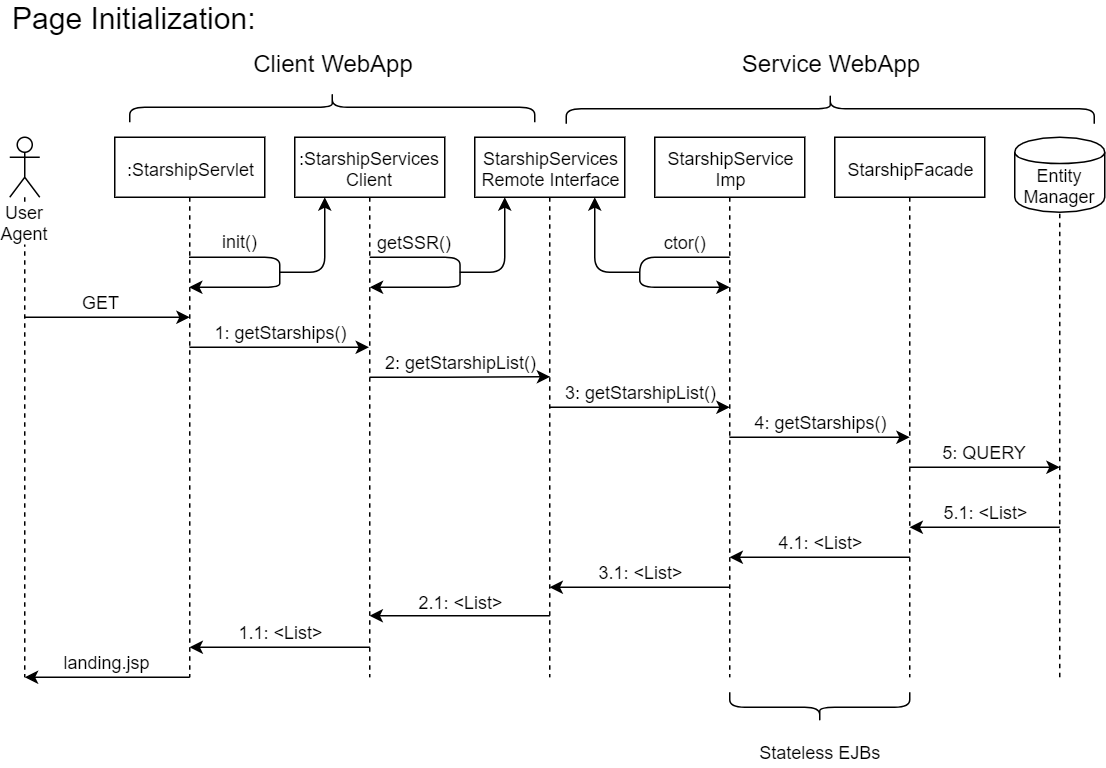 Page Initialization:
Client WebApp
Service WebApp
User
Agent
:StarshipServlet
:StarshipServices
Client
StarshipServices
Remote Interface
StarshipService
Imp
StarshipFacade
Entity
Manager
init()
getSSR()
ctor()
GET
1: getStarships()
2: getStarshipList()
3: getStarshipList()
4: getStarships()
5: QUERY
5.1: <List>
4.1: <List>
3.1: <List>
2.1: <List>
1.1: <List>
landing.jsp
Stateless EJBs